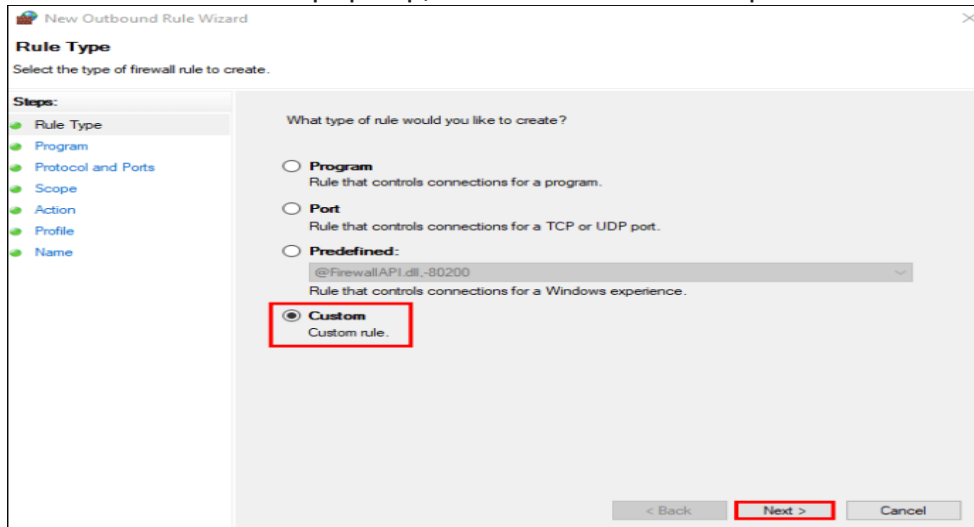 New Outbound Rule Wizard
Rule Type
Select the type of firewall rule to create.
Steps:
Rule Type
Program
Protocol and Ports
Scope
Action
Profile
Name
What type of rule would you like to create?
Program
Rule that controls connections for a program.
Port
Rule that controls connections for a TCP or UDP port.
Predefined:
@FirewallAPI.dll,-80200
Rule that controls connections for a Windows experience.
Custom
Custom rule.
< Back Next > Cancel